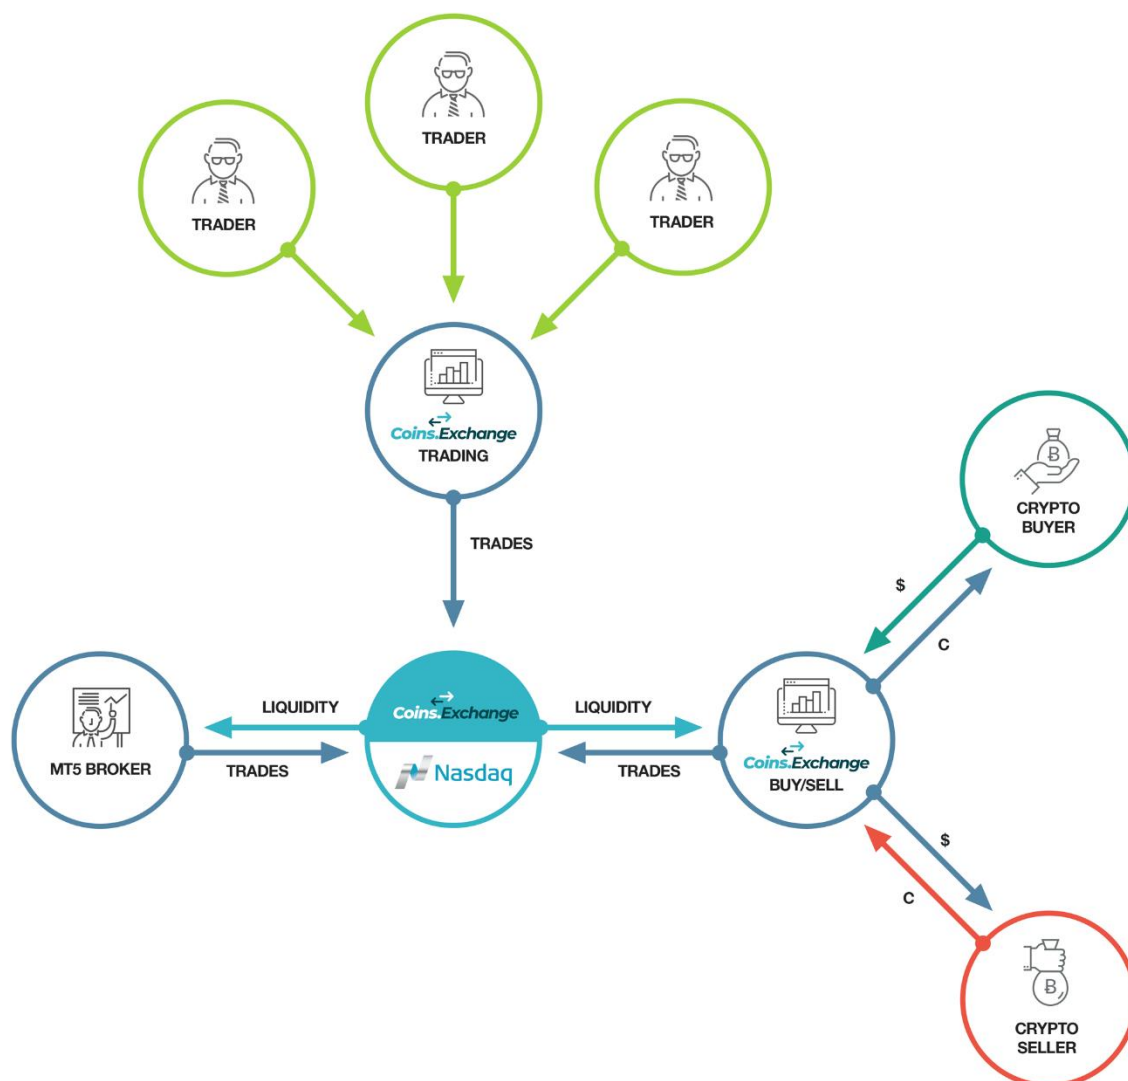 TRADER
TRADER
TRADER
Coins.Exchange
TRADING
TRADES
CRYPTO
BUYER
$
C
LIQUIDITY
Coins.Exchange
LIQUIDITY
MT5 BROKER
TRADES
Nasdaq
TRADES
Coins.Exchange
BUY/SELL
$
C
CRYPTO
SELLER